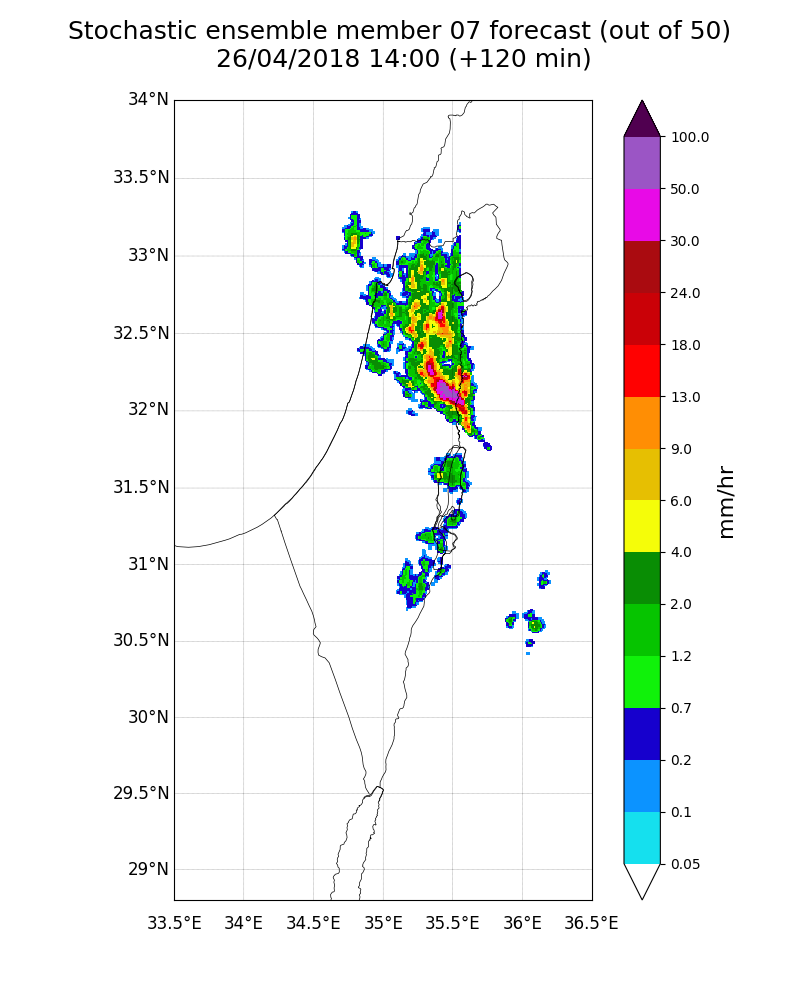 Stochastic ensemble member 07 forecast (out of 50)
26/04/2018 14:00 (+120 min)
34°N
33.5°N
33°N
32.5°N
32°N
31.5°N
31°N
30.5°N
30°N
29.5°N
29°N
33.5°E
34°E
34.5°E
35°E
35.5°E
36°E
36.5°E
100.0
50.0
30.0
24.0
18.0
13.0
9.0
6.0
4.0
2.0
1.2
0.7
0.2
0.1
0.05
mm/hr